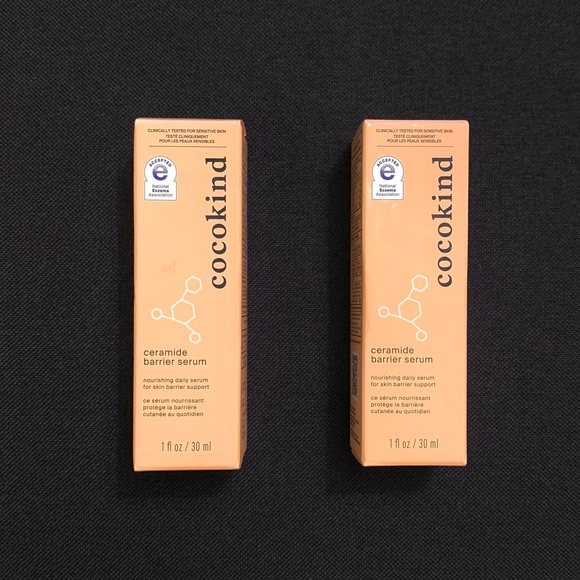 CLINICALLY TESTED FOR SENSITIVE SKIN
TESTÉ CLINIQUEMENT
POUR LES PEAUX SENSIBLES
ACCEPTED
e
National
Eczema
Association
cocokind
ceramide
barrier serum
nourishing daily serum
for skin barrier support
ce sérum nourrissant
protège la barrière
cutanée au quotidien
1 fl oz / 30 ml
CLINICALLY TESTED FOR SENSITIVE SKIN
TESTÉ CLINIQUEMENT
POUR LES PEAUX SENSIBLES
ACCEPTED
e
National
Eczema
Association
cocokind
ceramide
barrier serum
nourishing daily serum
for skin barrier support
ce sérum nourrissant
protège la barrière
cutanée au quotidien
1 fl oz / 30 ml